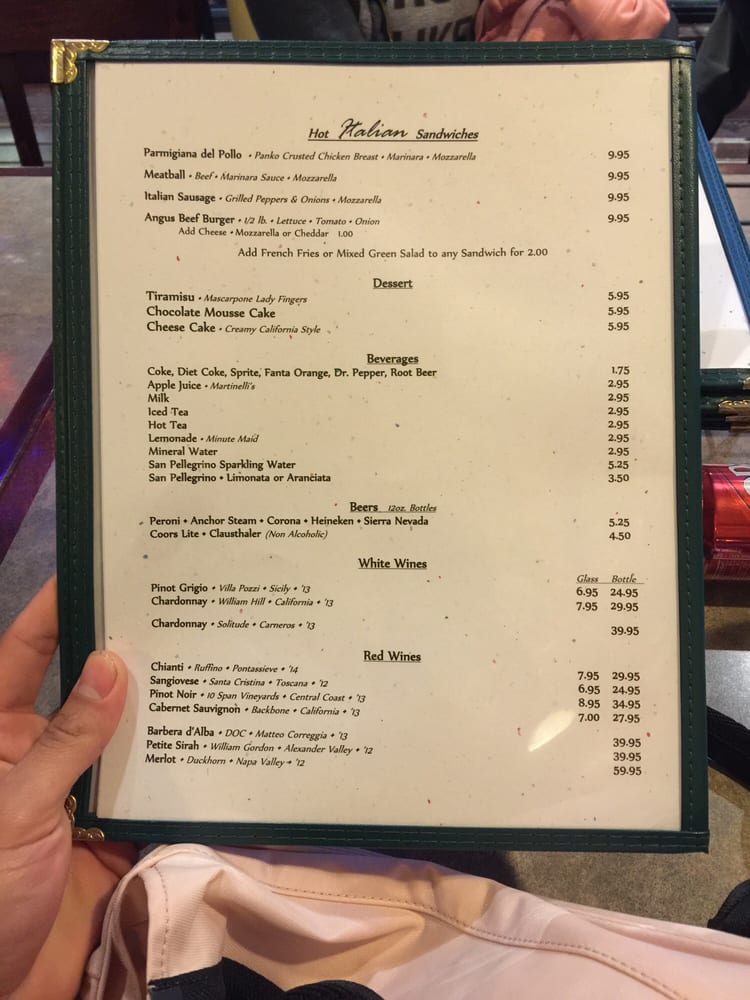 Hot Italian Sandwiches
Parmigiana del Pollo • Panko Crusted Chicken Breast • Marinara • Mozzarella 9.95
Meatball • Beef • Marinara Sauce • Mozzarella 9.95
Italian Sausage • Grilled Peppers & Onions • Mozzarella 9.95
Angus Beef Burger • 1/2 lb. • Lettuce • Tomato • Onion 9.95
Add Cheese • Mozzarella or Cheddar 1.00
Add French Fries or Mixed Green Salad to any Sandwich for 2.00
Dessert
Tiramisu • Mascarpone Lady Fingers 5.95
Chocolate Mousse Cake 5.95
Cheese Cake • Creamy California Style 5.95
Beverages
Coke, Diet Coke, Sprite, Fanta Orange, Dr. Pepper, Root Beer 1.75
Apple Juice • Martinelli's 2.95
Milk 2.95
Iced Tea 2.95
Hot Tea 2.95
Lemonade • Minute Maid 2.95
Mineral Water 2.95
San Pellegrino Sparkling Water 5.25
San Pellegrino • Limonata or Aranciata 3.50
Beers 12oz. Bottles
Peroni • Anchor Steam • Corona • Heineken • Sierra Nevada 5.25
Coors Lite • Clausthaler (Non Alcoholic) 4.50
White Wines
Glass Bottle
Pinot Grigio • Villa Pozzi • Sicily • '13 6.95 24.95
Chardonnay • William Hill • California • '13 7.95 29.95
Chardonnay • Solitude • Carneros • '13 39.95
Red Wines
Chianti • Ruffino • Pontassieve • '14 7.95 29.95
Sangiovese • Santa Cristina • Toscana • '12 6.95 24.95
Pinot Noir • 10 Span Vineyards • Central Coast • '13 8.95 34.95
Cabernet Sauvignon • Backbone • California • '13 7.00 27.95
Barbera d'Alba • DOC • Matteo Correggia • '13 39.95
Petite Sirah • William Gordon • Alexander Valley • '12 39.95
Merlot • Duckhorn • Napa Valley • '12 59.95